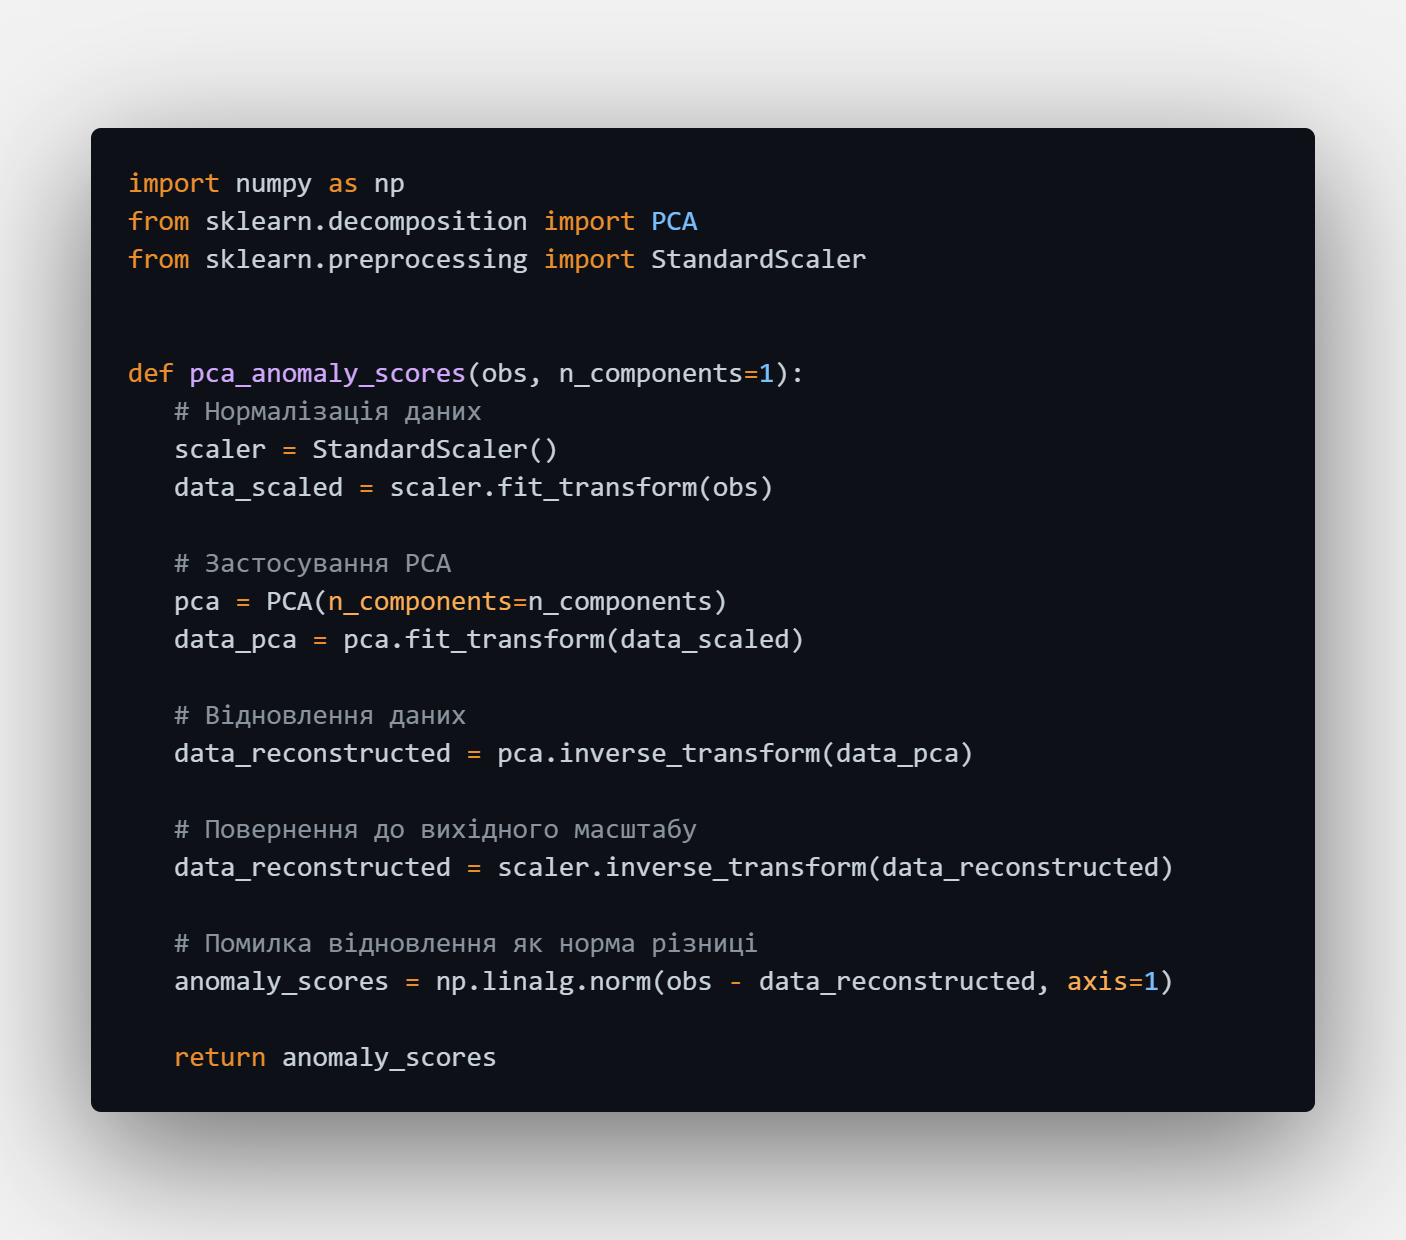 import numpy as np
from sklearn.decomposition import PCA
from sklearn.preprocessing import StandardScaler
def pca_anomaly_scores(obs, n_components=1):
# Нормалізація даних
scaler = StandardScaler()
data_scaled = scaler.fit_transform(obs)
# Застосування PCA
pca = PCA(n_components=n_components)
data_pca = pca.fit_transform(data_scaled)
# Відновлення даних
data_reconstructed = pca.inverse_transform(data_pca)
# Повернення до вихідного масштабу
data_reconstructed = scaler.inverse_transform(data_reconstructed)
# Помилка відновлення як норма різниці
anomaly_scores = np.linalg.norm(obs - data_reconstructed, axis=1)
return anomaly_scores